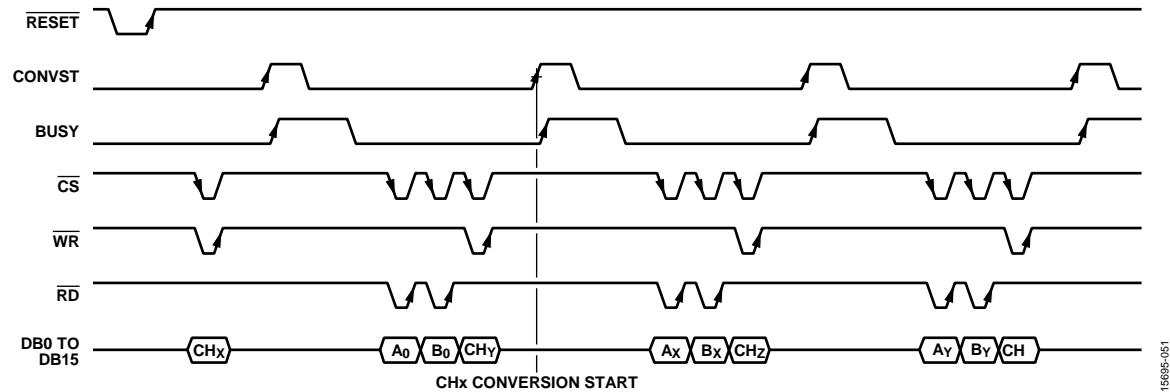 RESET
CONVST
BUSY
CS
WR
RD
DB0 TO
DB15
CHX A0 B0 CHY AX BX CHZ AY BY CH
CHx CONVERSION START
15695-051